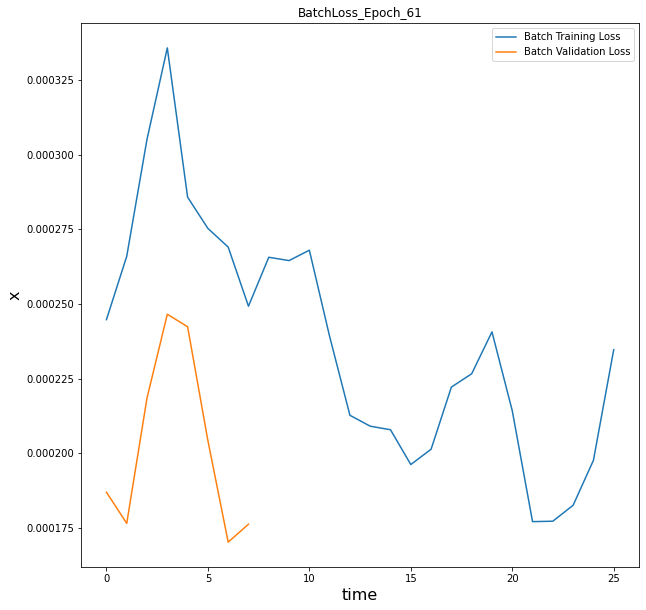 BatchLoss_Epoch_61
Batch Training Loss
Batch Validation Loss
0.000325
0.000300
0.000275
0.000250
0.000225
0.000200
0.000175
x
0 5 10 15 20 25
time